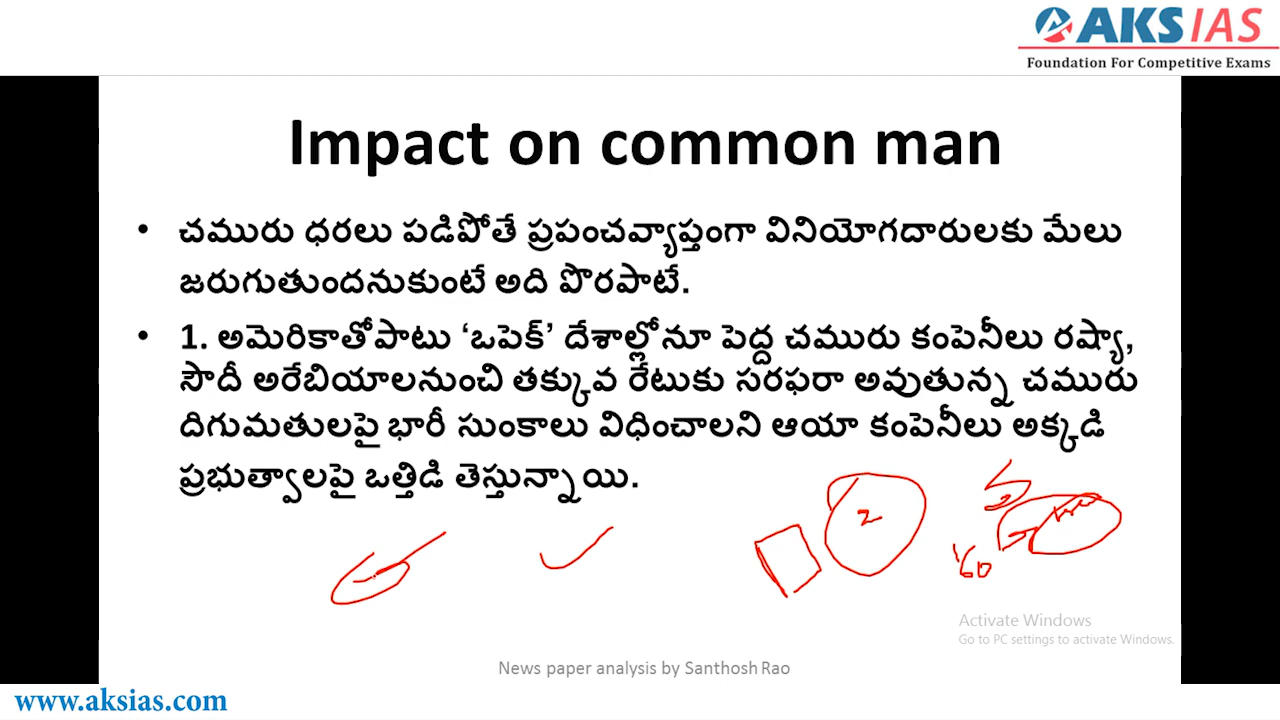 AKS IAS
Foundation For Competitive Exams
Impact on common man
• చమురు ధరలు పడిపోతే ప్రపంచవ్యాప్తంగా వినియోగదారులకు మేలు
జరుగుతుందనుకుంటే అది పొరపాటే.
• 1. అమెరికాతోపాటు ‘ఒపెక్’ దేశాల్లోనూ పెద్ద చమురు కంపెనీలు రష్యా,
సౌదీ అరేబియాలనుంచి తక్కువ రేటుకు సరఫరా అవుతున్న చమురు
దిగుమతులపై భారీ సుంకాలు విధించాలని ఆయా కంపెనీలు అక్కడి
ప్రభుత్వాలపై ఒత్తిడి తెస్తున్నాయి.
2
'60
Activate Windows
Go to PC settings to activate Windows.
News paper analysis by Santhosh Rao
www.aksias.com